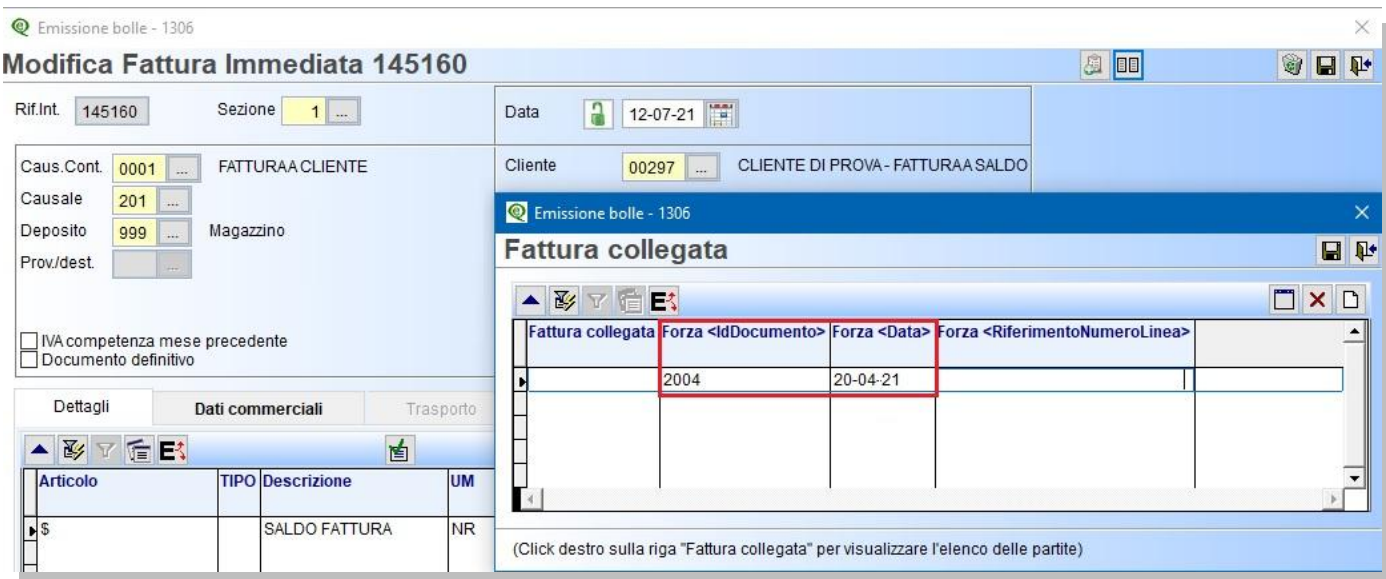 Emissione bolle - 1306
Modifica Fattura Immediata 145160
Rif.Int. 145160 Sezione 1 ... Data 12-07-21
Caus.Cont. 0001 ... FATTURA A CLIENTE Cliente 00297 ... CLIENTE DI PROVA - FATTURA A SALDO
Causale 201 ...
Deposito 999 ... Magazzino
Prov./dest. ...
IVA competenza mese precedente
Documento definitivo
Dettagli Dati commerciali Trasporto
E
Articolo TIPO Descrizione UM
$ SALDO FATTURA NR
Emissione bolle - 1306
Fattura collegata
E
Fattura collegata Forza <IdDocumento> Forza <Data> Forza <RiferimentoNumeroLinea>
2004 20-04-21
(Click destro sulla riga "Fattura collegata" per visualizzare l'elenco delle partite)